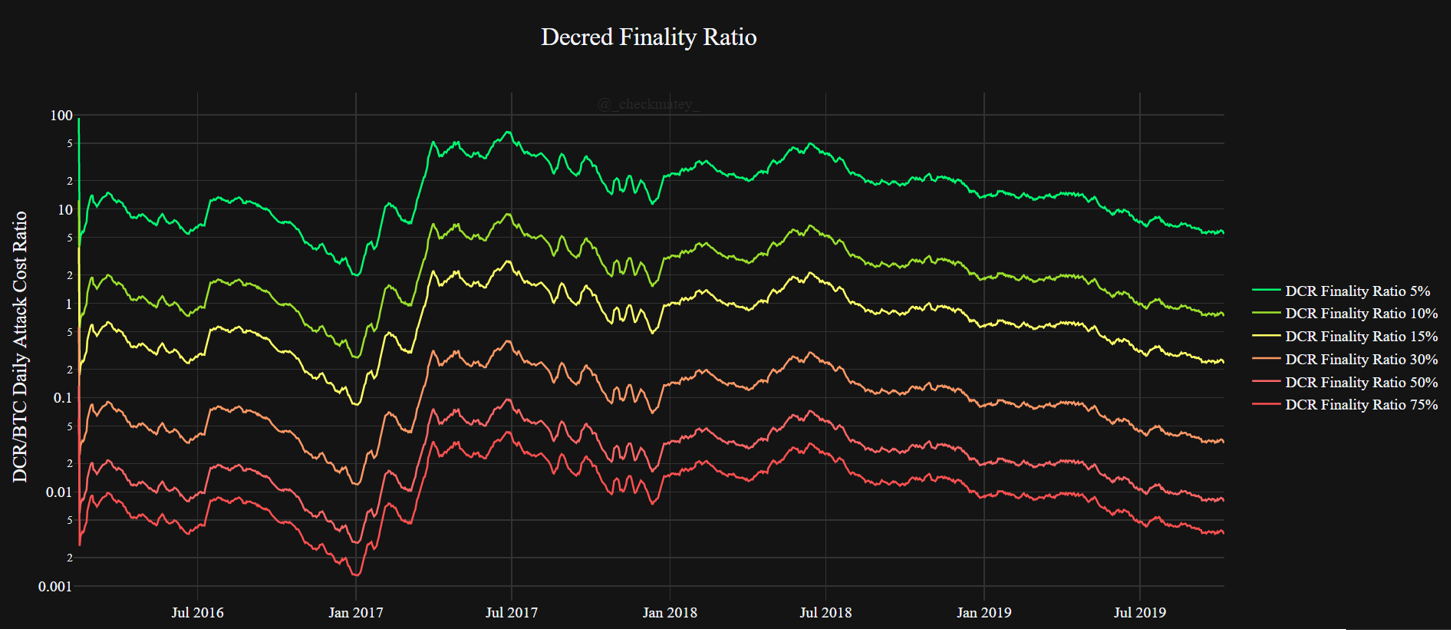 Decred Finality Ratio
@_checkmatey_
DCR/BTC Daily Attack Cost Ratio
100
5
2
10
5
2
1
5
2
0.1
5
2
0.01
5
2
0.001
Jul 2016
Jan 2017
Jul 2017
Jan 2018
Jul 2018
Jan 2019
Jul 2019
DCR Finality Ratio 5%
DCR Finality Ratio 10%
DCR Finality Ratio 15%
DCR Finality Ratio 30%
DCR Finality Ratio 50%
DCR Finality Ratio 75%